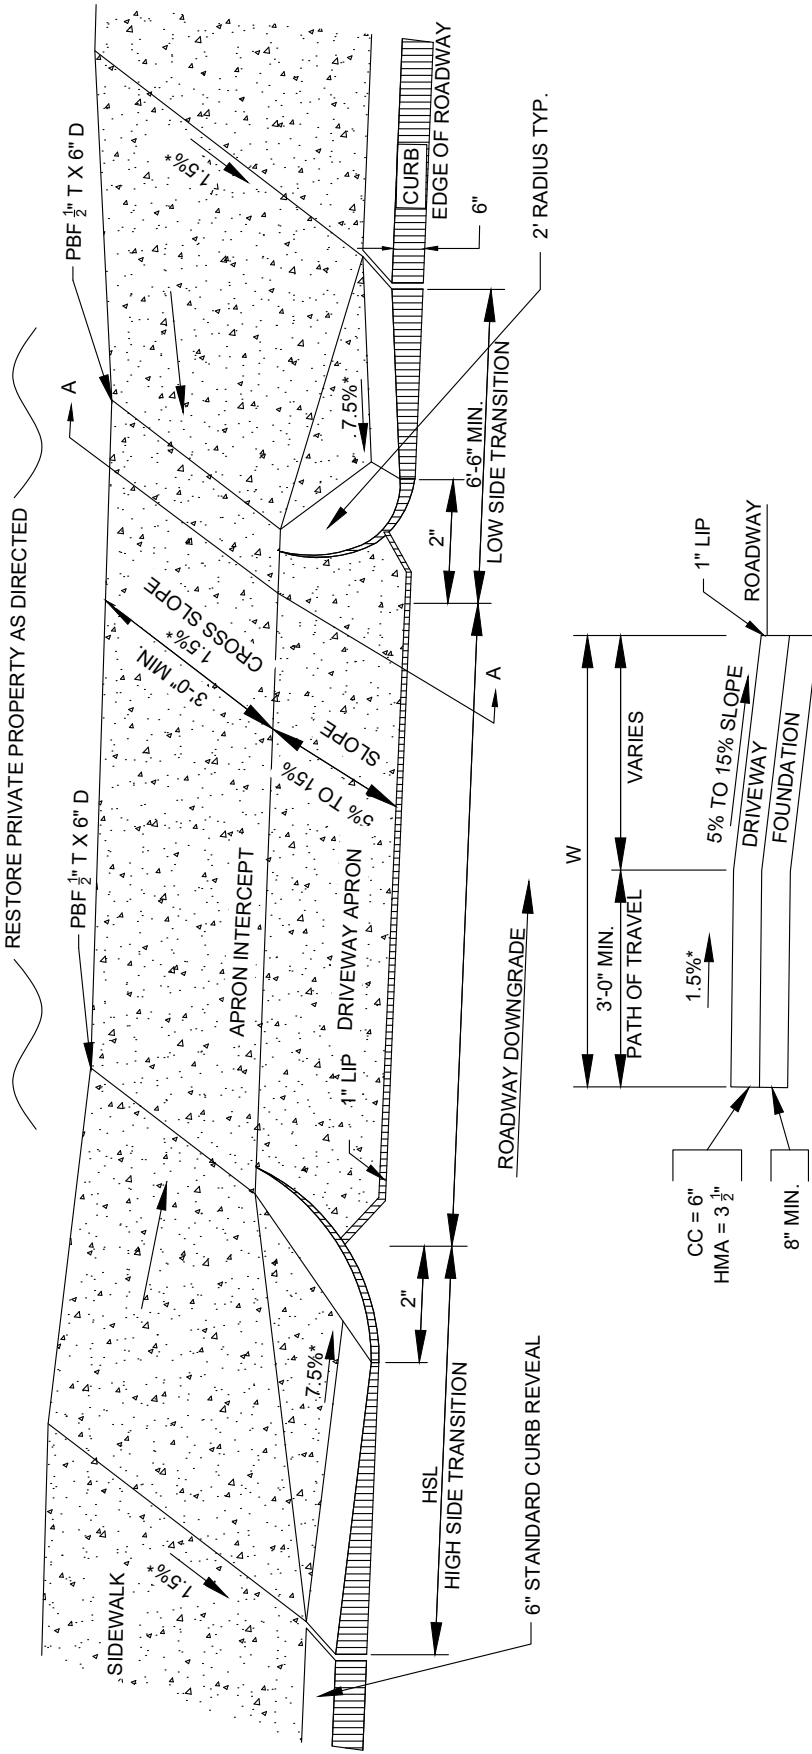 RESTORE PRIVATE PROPERTY AS DIRECTED
PBF 1/2" T X 6" D
PBF 1/2" T X 6" D
SIDEWALK
1.5%*
1.5%*
A
3'-0" MIN.
1.5%*
CROSS SLOPE
APRON INTERCEPT
5% TO 15%
SLOPE
1" LIP
DRIVEWAY APRON
7.5%*
7.5%*
CURB
EDGE OF ROADWAY
6"
2' RADIUS TYP.
2"
2"
A
HSL
HIGH SIDE TRANSITION
6'-6" MIN.
LOW SIDE TRANSITION
6" STANDARD CURB REVEAL
ROADWAY DOWNGRADE
W
3'-0" MIN.
PATH OF TRAVEL
VARIES
1" LIP
ROADWAY
1.5%*
5% TO 15% SLOPE
DRIVEWAY
FOUNDATION
CC = 6"
HMA = 3 1/2"
8" MIN.